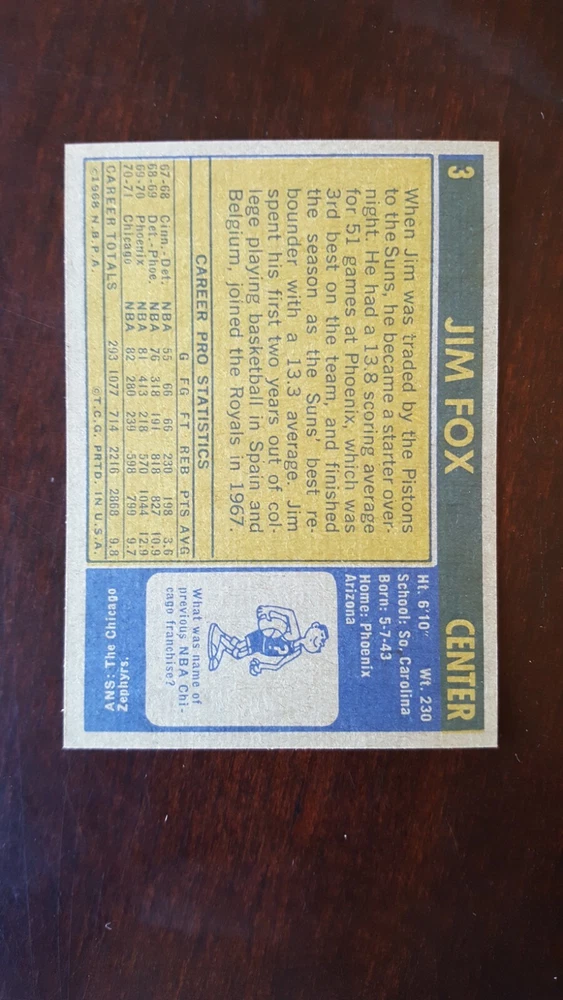 3 JIM FOX CENTER
When Jim was traded by the Pistons
to the Suns, he became a starter over-
night. He had a 13.8 scoring average
for 51 games at Phoenix, which was
3rd best on the team, and finished
the season as the Suns' best re-
bounder with a 13.3 average. Jim
spent his first two years out of col-
lege playing basketball in Spain and
Belgium, joined the Royals in 1967.
CAREER PRO STATISTICS
G FG FT REB PTS AVG
67-68 Cinn.-Det. NBA 55 66 66 230 198 3.6
68-69 Det.-Phoe. NBA 76 318 191 818 827 10.9
69-70 Phoenix NBA 81 413 218 570 1044 12.9
70-71 Chicago NBA 82 280 239 598 799 9.7
CAREER TOTALS 293 1077 714 2216 2868 9.8
©1968 N.B.P.A. ©T.C.G. PRTD. IN U.S.A.
Ht. 6'10" Wt. 230
School: So. Carolina
Born: 5-7-43
Home: Phoenix
Arizona
What was name of
previous NBA Chi-
cago franchise?
ANS: The Chicago
Zephyrs.